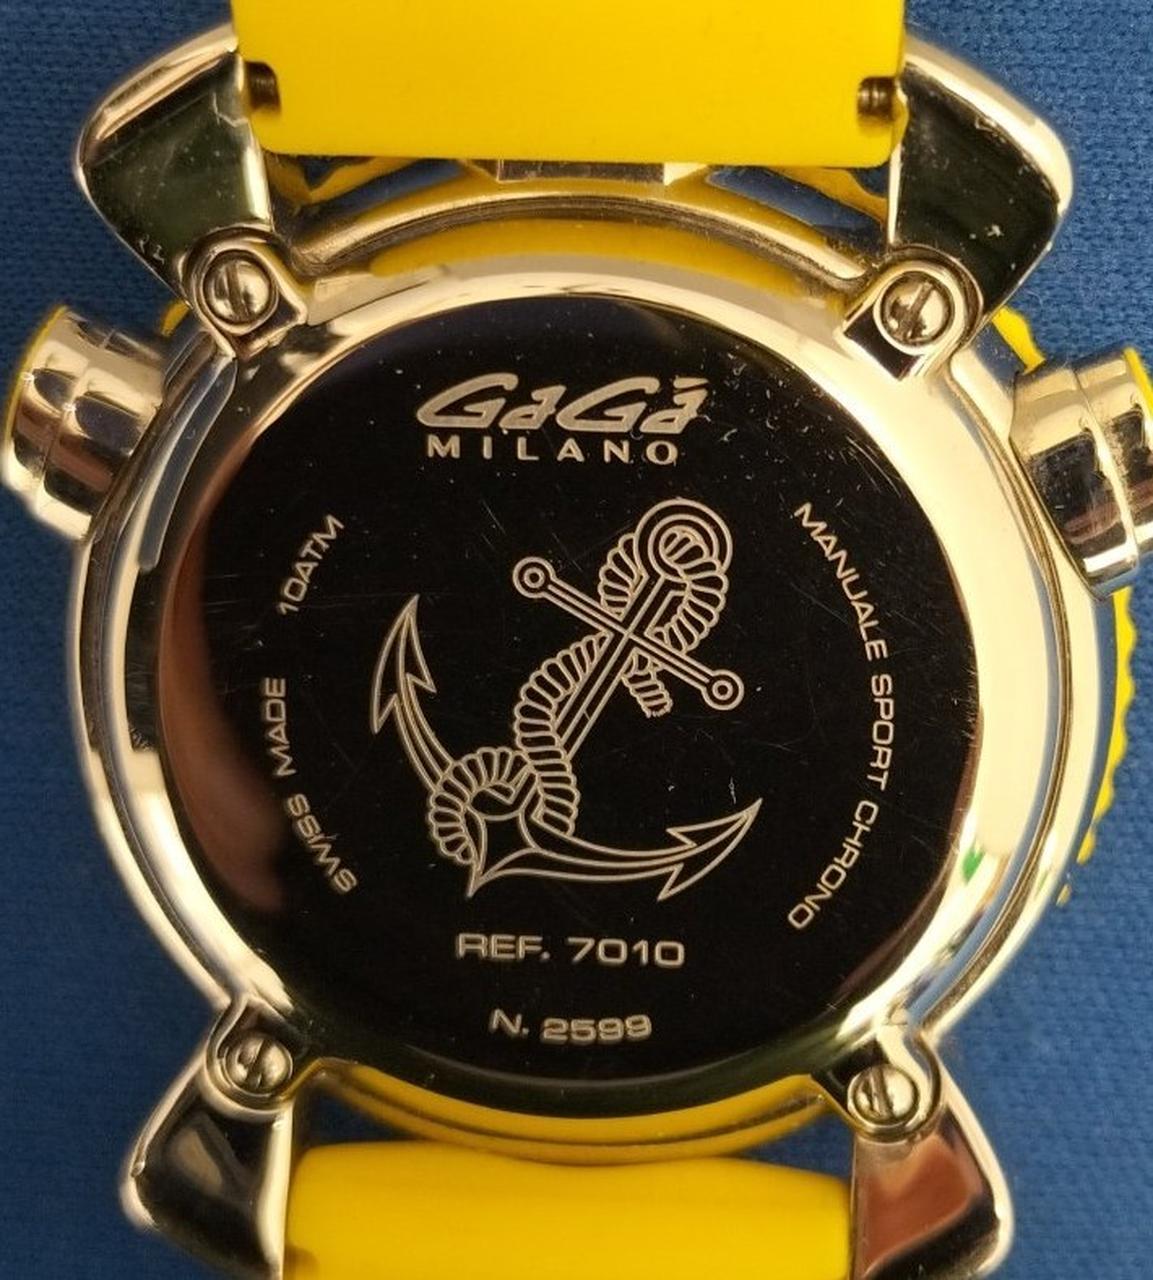 GaGà
MILANO
SWISS MADE 10ATM
MANUALE SPORT CHRONO
REF. 7010
N. 2599